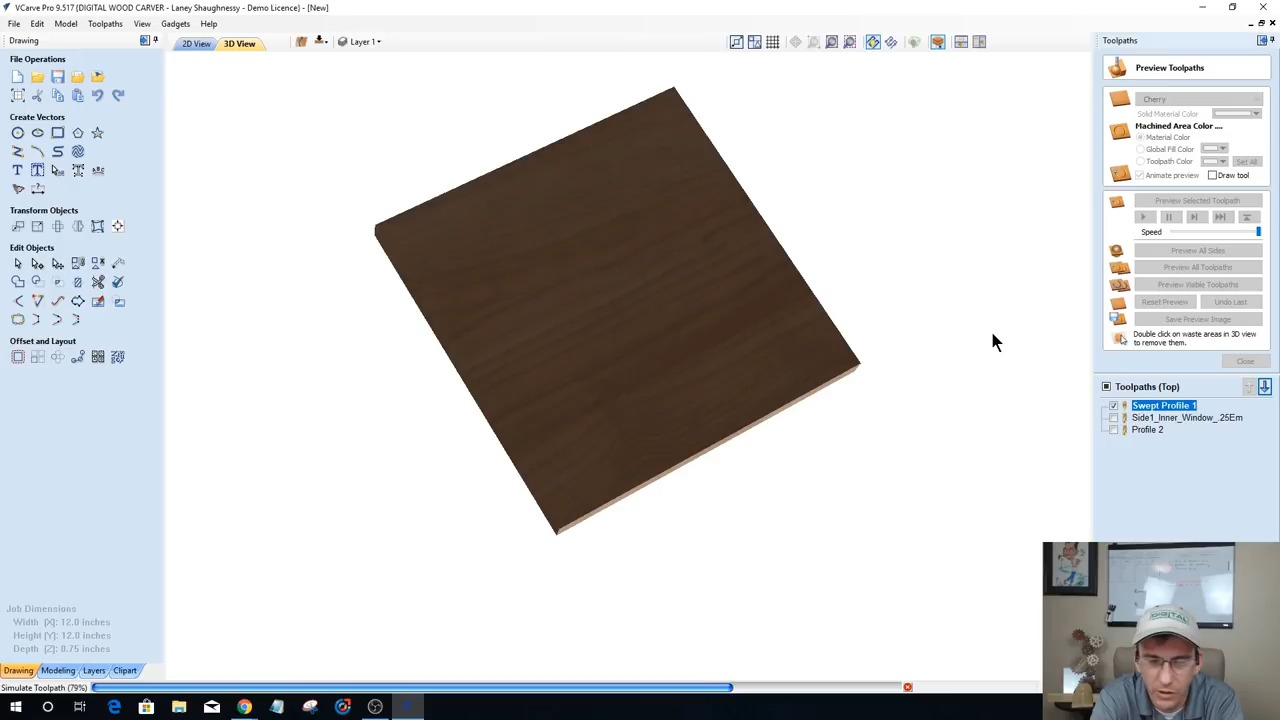 VCarve Pro 9.517 {DIGITAL WOOD CARVER - Laney Shaughnessy - Demo Licence} - [New]
File Edit Model Toolpaths View Gadgets Help
Drawing
2D View 3D View Layer 1
Toolpaths
File Operations
Create Vectors
Transform Objects
Edit Objects
Offset and Layout
Job Dimensions
Width (X): 12.0 inches
Height (Y): 12.0 inches
Depth (Z): 0.75 inches
Drawing Modeling Layers Clipart
Simulate Toolpath (79%)
Preview Toolpaths
Cherry
Solid Material Color
Machined Area Color ....
Material Color
Global Fill Color
Toolpath Color Set All
Animate preview Draw tool
Preview Selected Toolpath
Speed
Preview All Sides
Preview All Toolpaths
Preview Visible Toolpaths
Reset Preview Undo Last
Save Preview Image
Double click on waste areas in 3D view
to remove them.
Close
Toolpaths (Top)
Swept Profile 1
Side1_Inner_Window_.25Em
Profile 2
DIGITAL